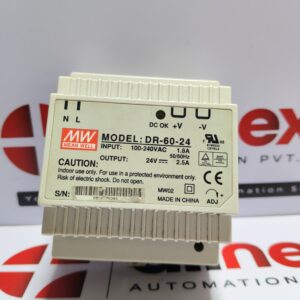 N L
DC OK +V -V
MW
MEAN WELL
MODEL: DR-60-24
INPUT: 100-240VAC 1.8A
50/60Hz
OUTPUT: 24V 2.5A
CAUTION:
Indoor use only.
For use in a protected environment only.
Risk of electric shock. Do not open.
S/N:
MW02
MADE IN CHINA
ADJ